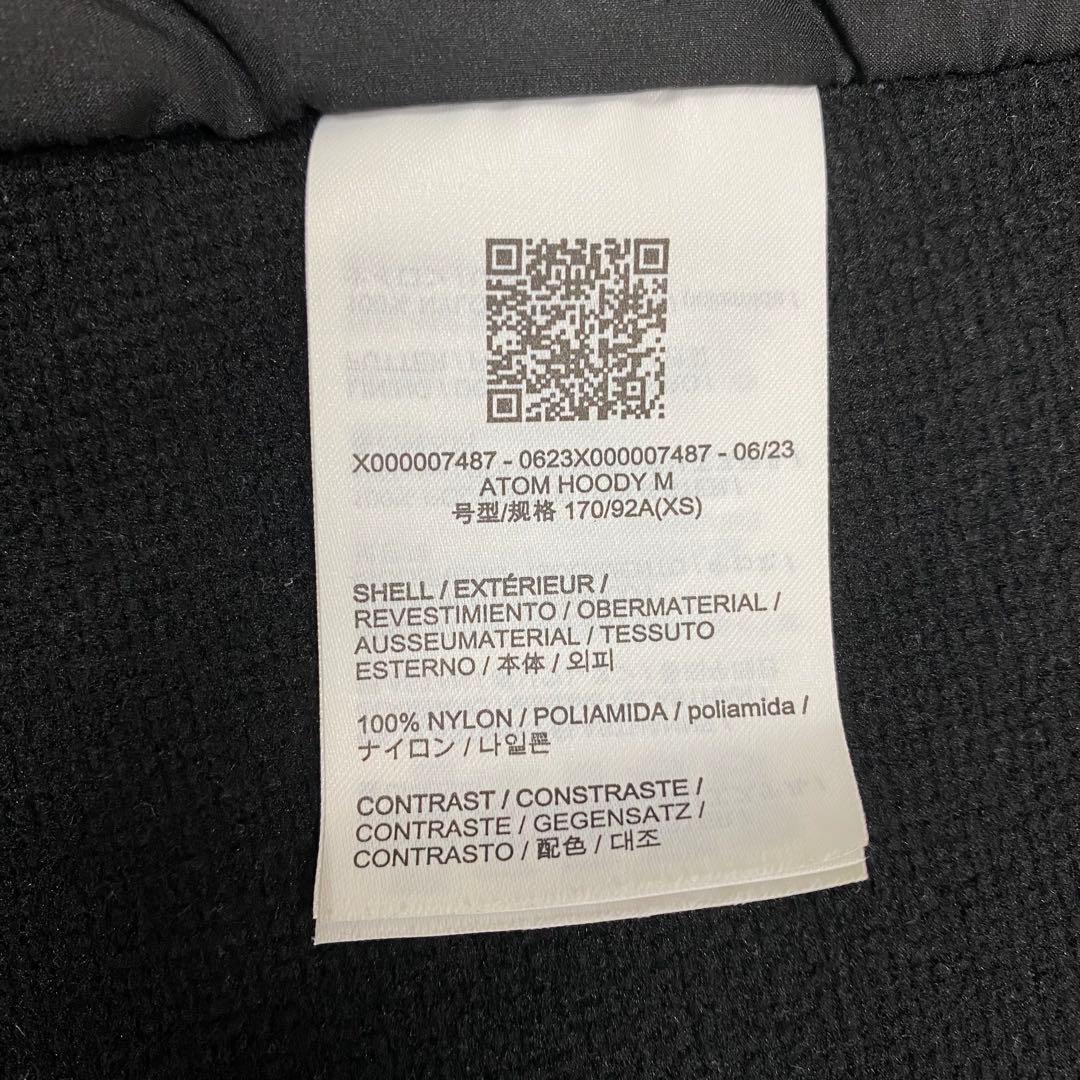 X000007487 - 0623X000007487 - 06/23
ATOM HOODY M
号型/规格 170/92A(XS)
SHELL / EXTÉRIEUR /
REVESTIMIENTO / OBERMATERIAL /
AUSSEUMATERIAL / TESSUTO
ESTERNO / 本体 / 외피
100% NYLON / POLIAMIDA / poliamida /
ナイロン / 나일론
CONTRAST / CONSTRASTE /
CONTRASTE / GEGENSATZ /
CONTRASTO / 配色 / 대조